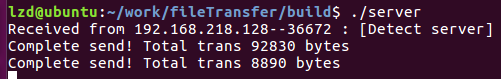 lzd@ubuntu:~/work/fileTransfer/build$ ./server
Received from 192.168.218.128--36672 : [Detect server]
Complete send! Total trans 92830 bytes
Complete send! Total trans 8890 bytes